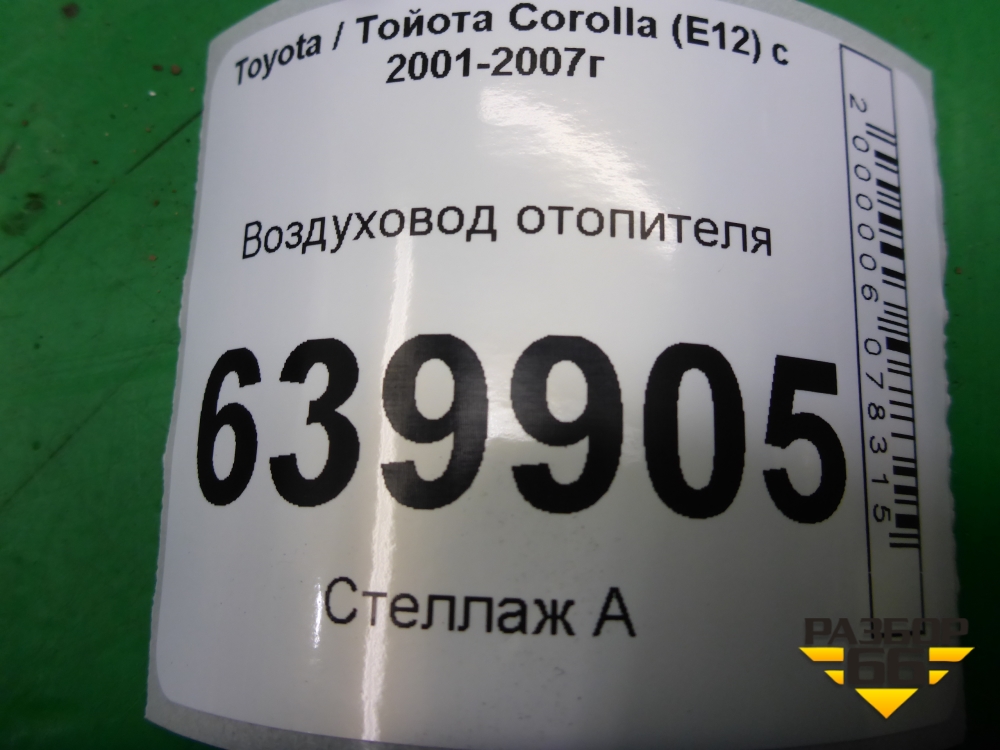 Toyota / Тойота Corolla (E12) с
2001-2007г
Воздуховод отопителя
639905
Стеллаж А
2000006078315
РАЗБОР
66